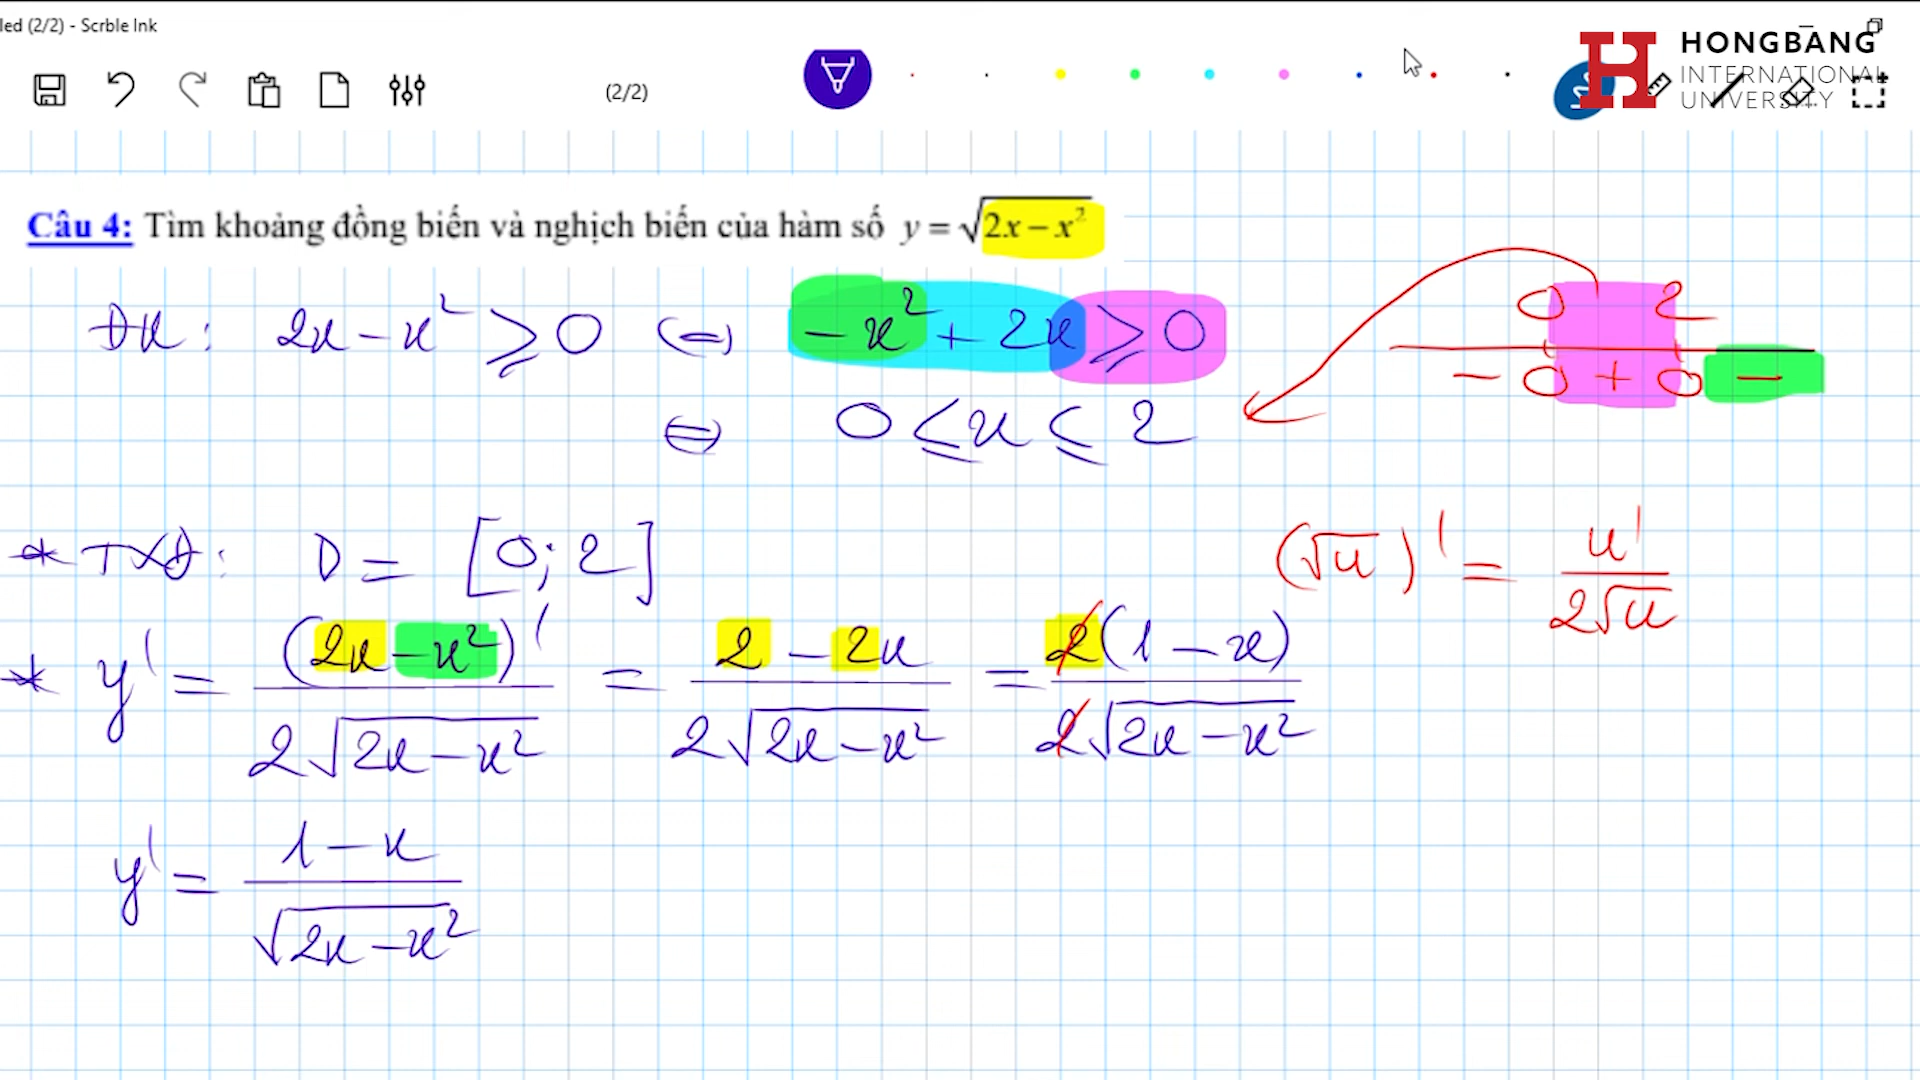 led (2/2) - Scrble Ink
(2/2)
HONGBANG
INTERNATIONAL
UNIVERSITY
Câu 4: Tìm khoảng đồng biến và nghịch biến của hàm số y = √(2x − x²)
ĐK : 2x − x² ⩾ 0 (=) − x² + 2x ⩾ 0
0 2
− 0 + 0 −
(=) 0 ≤ x ≤ 2
* TXĐ : D = [0; 2]
(√u)' = u' / 2√u
* y' = (2x − x²)' / 2√(2x − x²) = 2 − 2x / 2√(2x − x²) = 2(1 − x) / 2√(2x − x²)
y' = 1 − x / √(2x − x²)